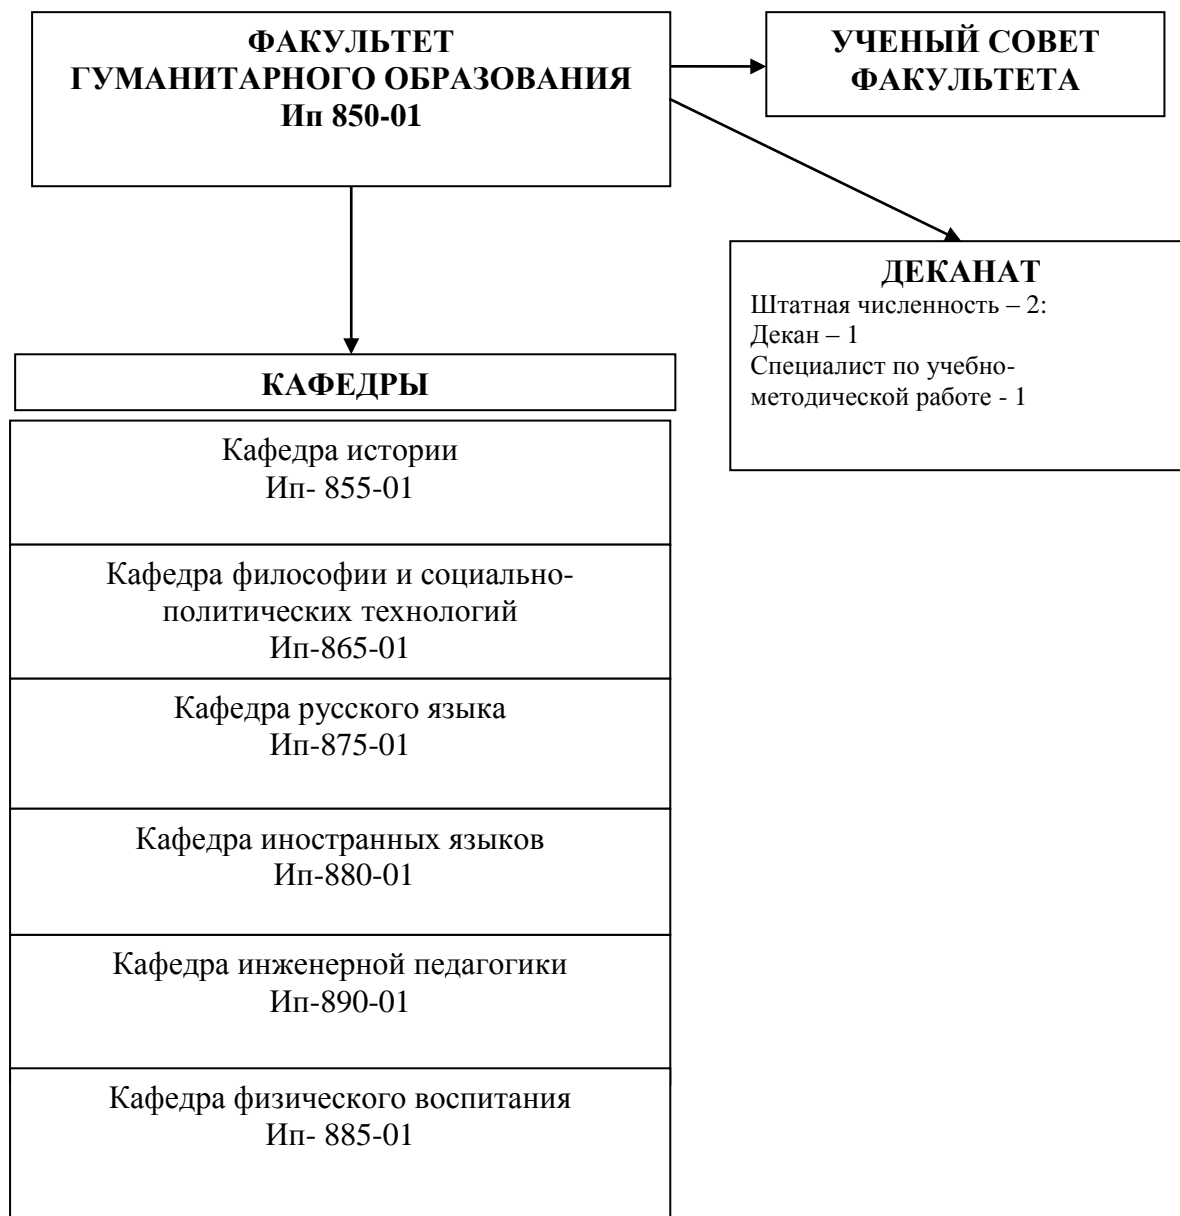 ФАКУЛЬТЕТ
ГУМАНИТАРНОГО ОБРАЗОВАНИЯ
Ип 850-01
УЧЕНЫЙ СОВЕТ
ФАКУЛЬТЕТА
ДЕКАНАТ
Штатная численность – 2:
Декан – 1
Специалист по учебно-
методической работе - 1
КАФЕДРЫ
Кафедра истории
Ип- 855-01
Кафедра философии и социально-
политических технологий
Ип-865-01
Кафедра русского языка
Ип-875-01
Кафедра иностранных языков
Ип-880-01
Кафедра инженерной педагогики
Ип-890-01
Кафедра физического воспитания
Ип- 885-01